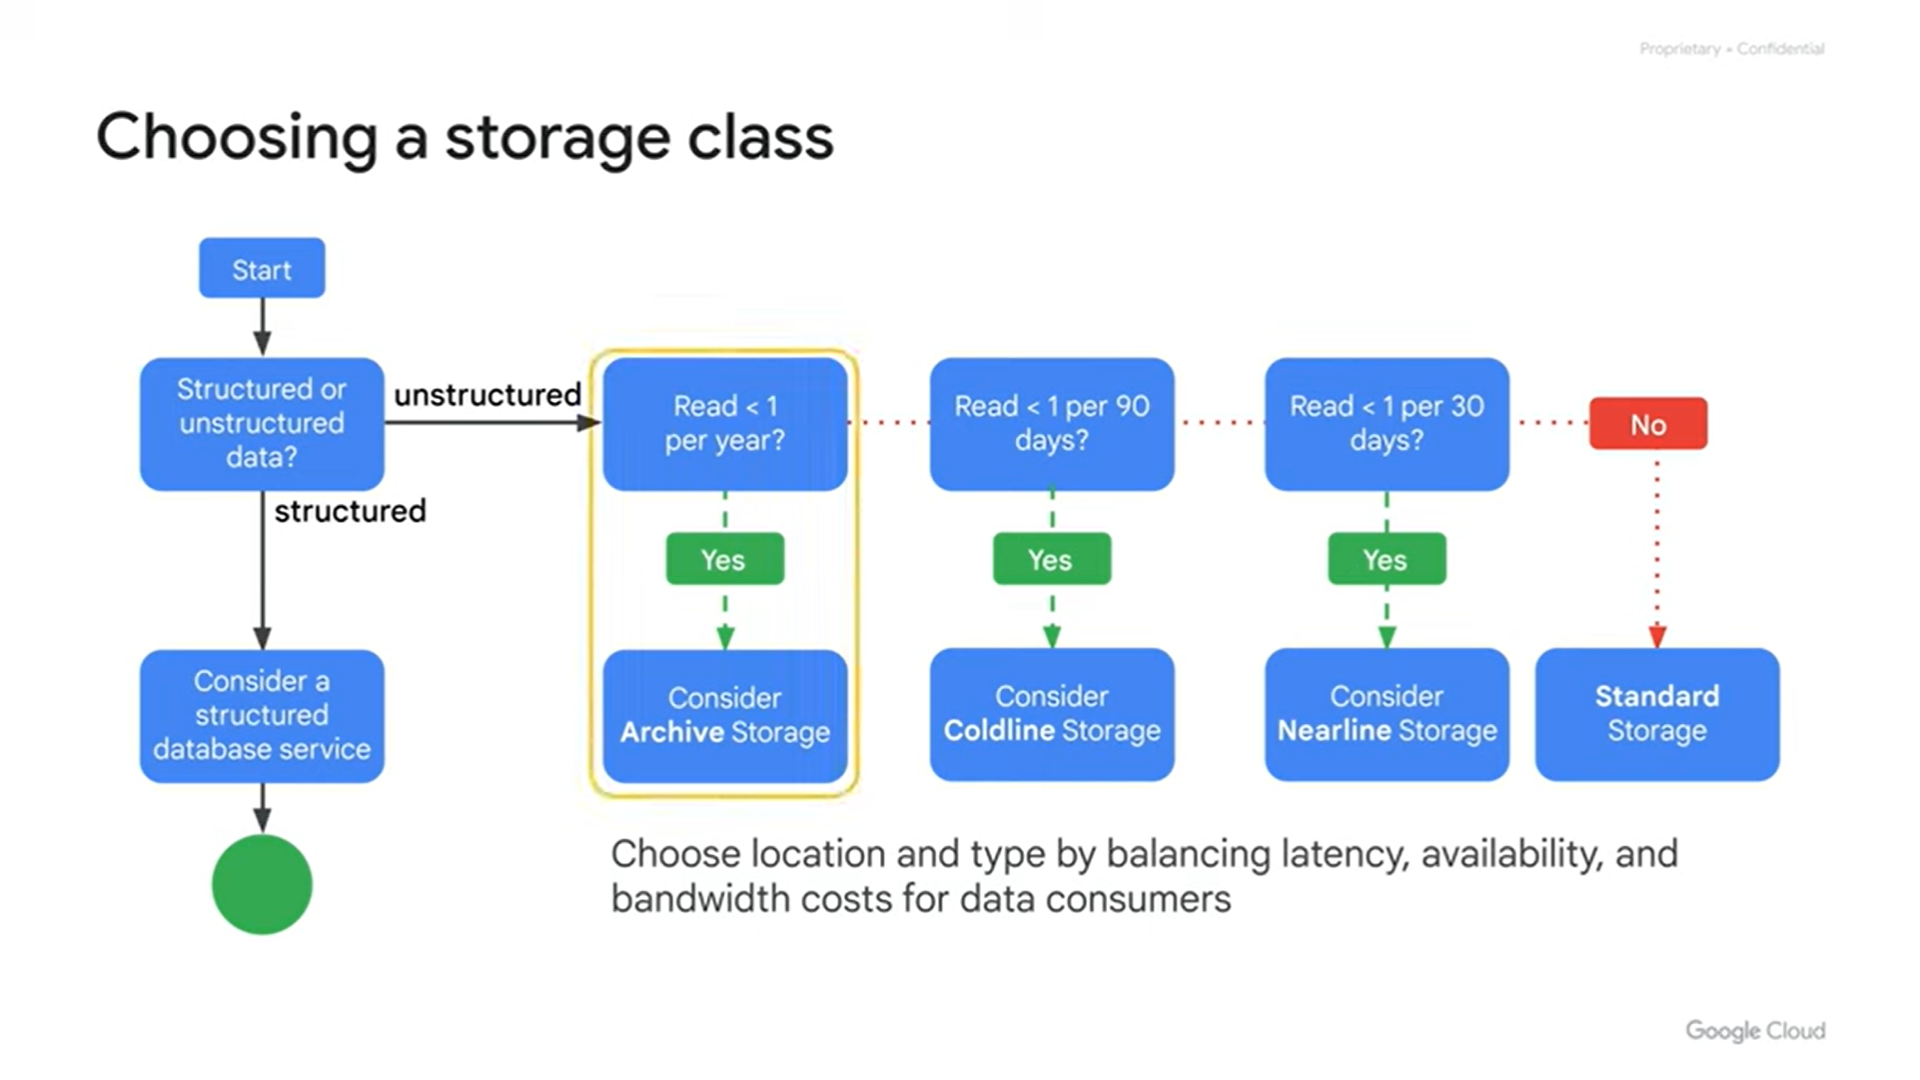 Proprietary + Confidential
Choosing a storage class
Start
Structured or
unstructured
data?
unstructured
structured
Consider a
structured
database service
Read < 1
per year?
Yes
Consider
Archive Storage
Read < 1 per 90
days?
Yes
Consider
Coldline Storage
Read < 1 per 30
days?
Yes
Consider
Nearline Storage
No
Standard
Storage
Choose location and type by balancing latency, availability, and
bandwidth costs for data consumers
Google Cloud